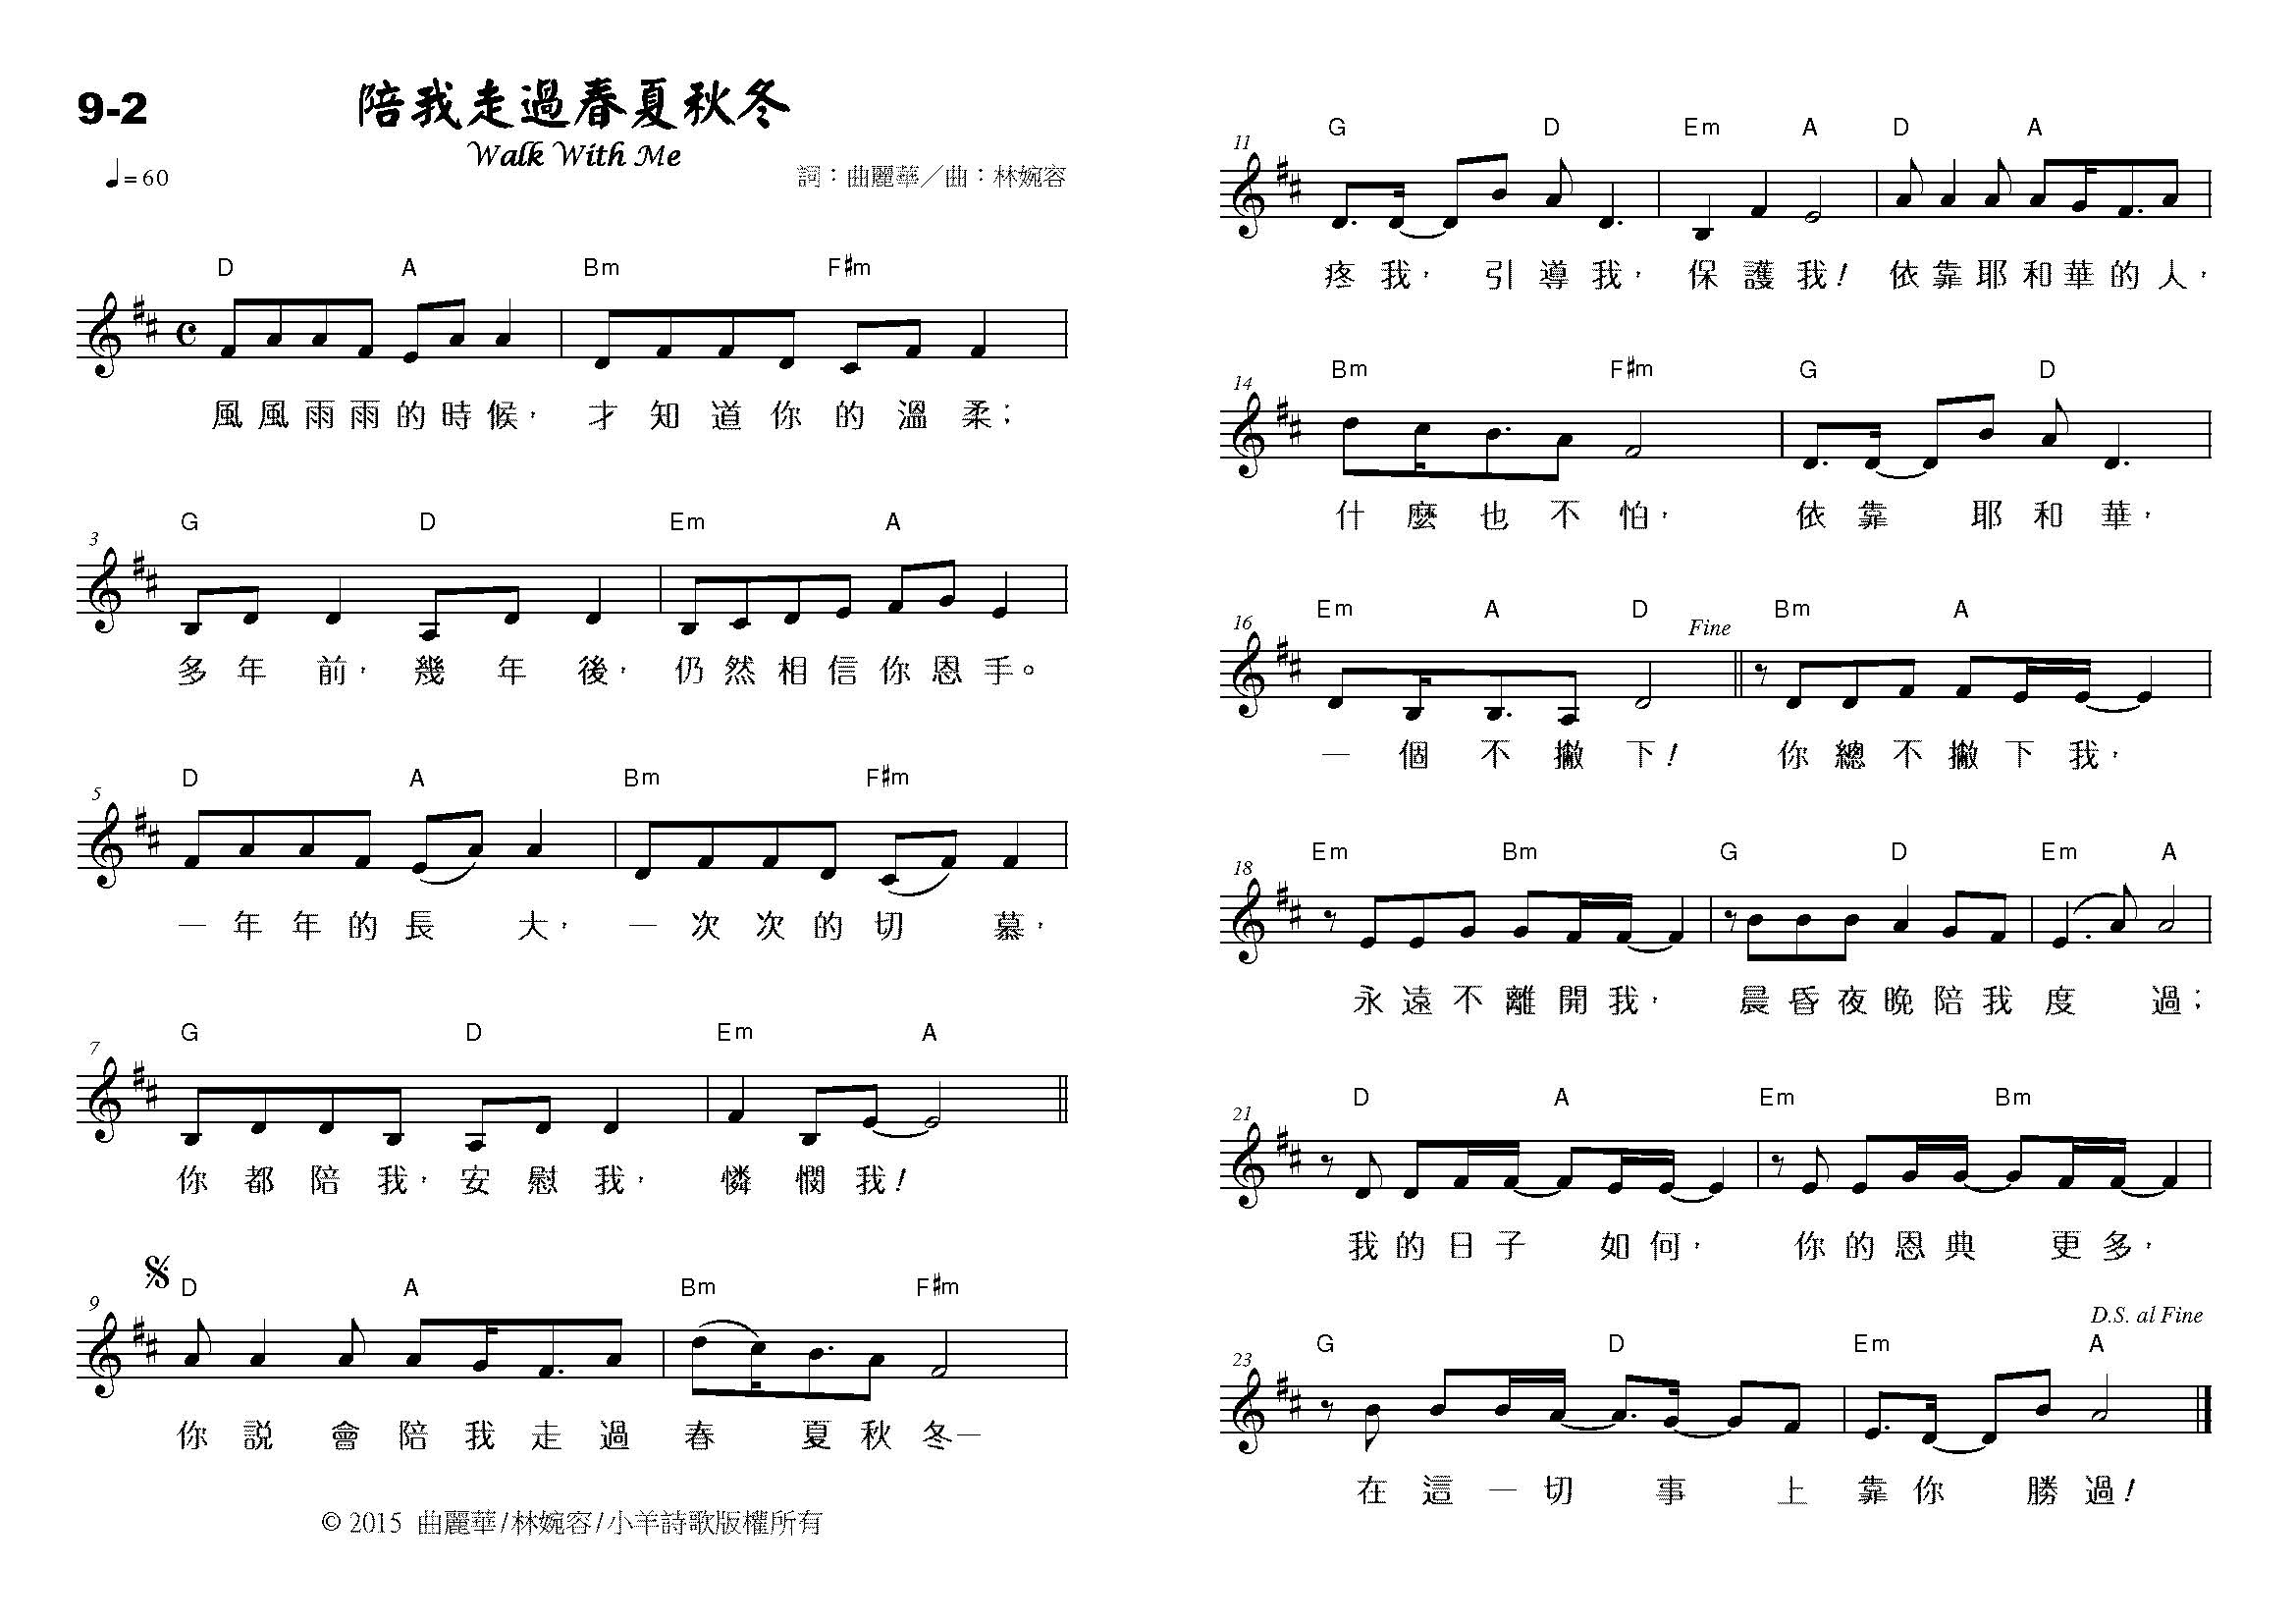 9-2
陪我走過春夏秋冬
Walk With Me
♩=60
詞：曲麗華／曲：林婉容
D A Bm F#m
風風雨雨的時候， 才知道你的溫柔；
3
G D Em A
多年前，幾年後，仍然相信你恩手。
5
D A Bm F#m
一年年的長大，一次次的切慕，
7
G D Em A
你都陪我，安慰我，憐憫我！
9
D A Bm F#m
你說會陪我走過春夏秋冬—
© 2015 曲麗華/林婉容/小羊詩歌版權所有
11
G D Em A D A
疼我，引導我，保護我！依靠耶和華的人，
14
Bm F#m G D
什麼也不怕，依靠耶和華，
16
Em A D Fine Bm A
一個不撇下！你總不撇下我，
18
Em Bm G D Em A
永遠不離開我，晨昏夜晚陪我度過；
21
D A Em Bm
我的日子如何，你的恩典更多，
D.S. al Fine
23
G D Em A
在這一切事上靠你勝過！